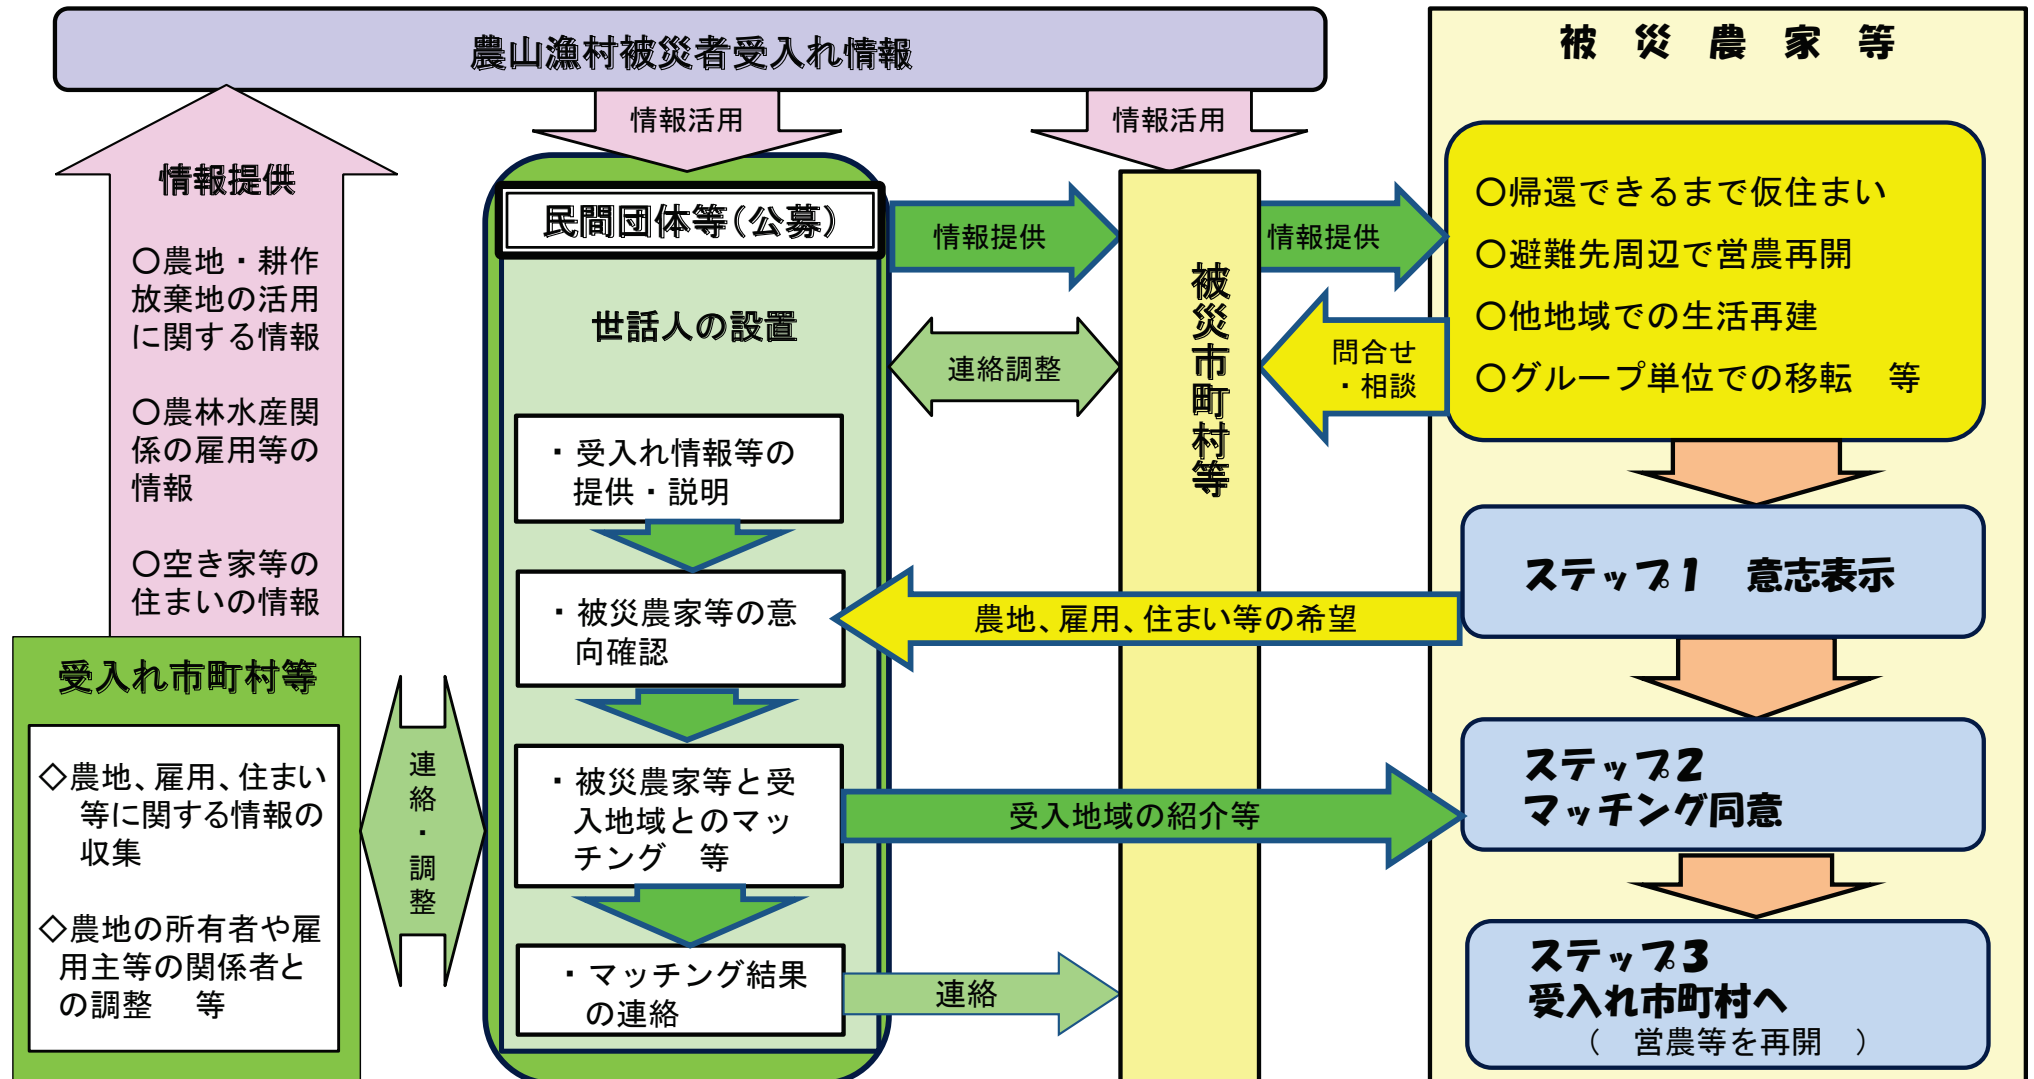 農山漁村被災者受入れ情報
情報活用
情報活用
情報提供
〇農地・耕作
放棄地の活用
に関する情報
〇農林水産関
係の雇用等の
情報
〇空き家等の
住まいの情報
受入れ市町村等
◇農地、雇用、住まい
等に関する情報の
収集
◇農地の所有者や雇
用主等の関係者と
の調整　等
連絡・調整
民間団体等（公募）
世話人の設置
・受入れ情報等の
提供・説明
・被災農家等の意
向確認
・被災農家等と受
入地域とのマッ
チング　等
・マッチング結果
の連絡
情報提供
連絡調整
連絡
被災市町村等
情報提供
問合せ
・相談
農地、雇用、住まい等の希望
受入地域の紹介等
被災農家等
〇帰還できるまで仮住まい
〇避難先周辺で営農再開
〇他地域での生活再建
〇グループ単位での移転　等
ステップ1　意志表示
ステップ2
マッチング同意
ステップ3
受入れ市町村へ
（　営農等を再開　）